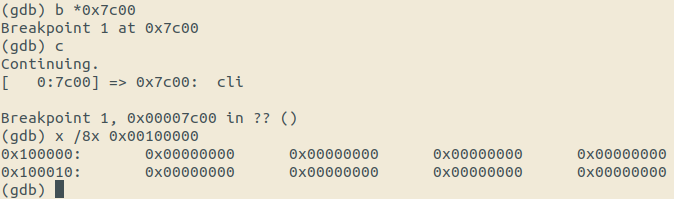 (gdb) b *0x7c00
Breakpoint 1 at 0x7c00
(gdb) c
Continuing.
[   0:7c00] => 0x7c00:  cli

Breakpoint 1, 0x00007c00 in ?? ()
(gdb) x /8x 0x00100000
0x100000:       0x00000000      0x00000000      0x00000000      0x00000000
0x100010:       0x00000000      0x00000000      0x00000000      0x00000000
(gdb)